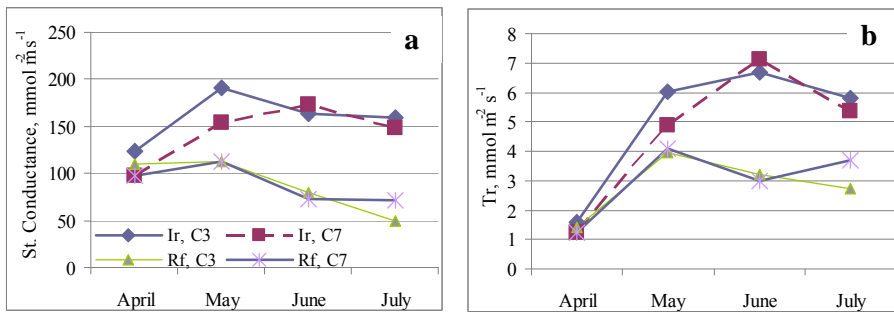 a
St. Conductance, mmol m⁻² s⁻¹
250
200
150
100
50
0
Ir, C3
Ir, C7
Rf, C3
Rf, C7
April May June July
b
Tr, mmol m⁻² s⁻¹
8
7
6
5
4
3
2
1
0
April May June July